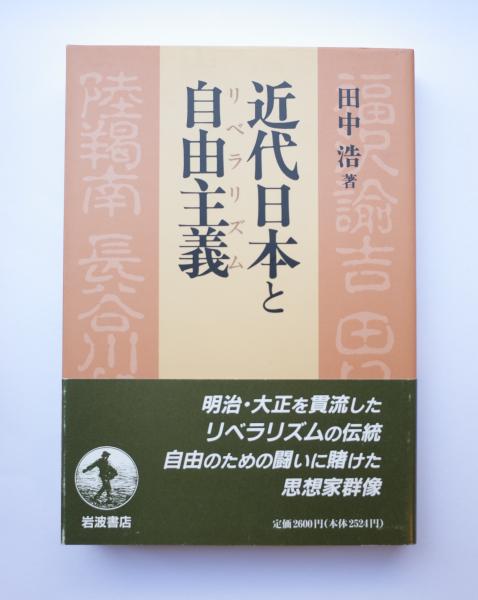 福沢諭吉 田口
田中 浩 著
近代日本と
自由主義
リベラリズム
陸羯南 長谷川
明治・大正を貫流した
リベラリズムの伝統
自由のための闘いに賭けた
思想家群像
岩波書店
定価2600円(本体2524円)